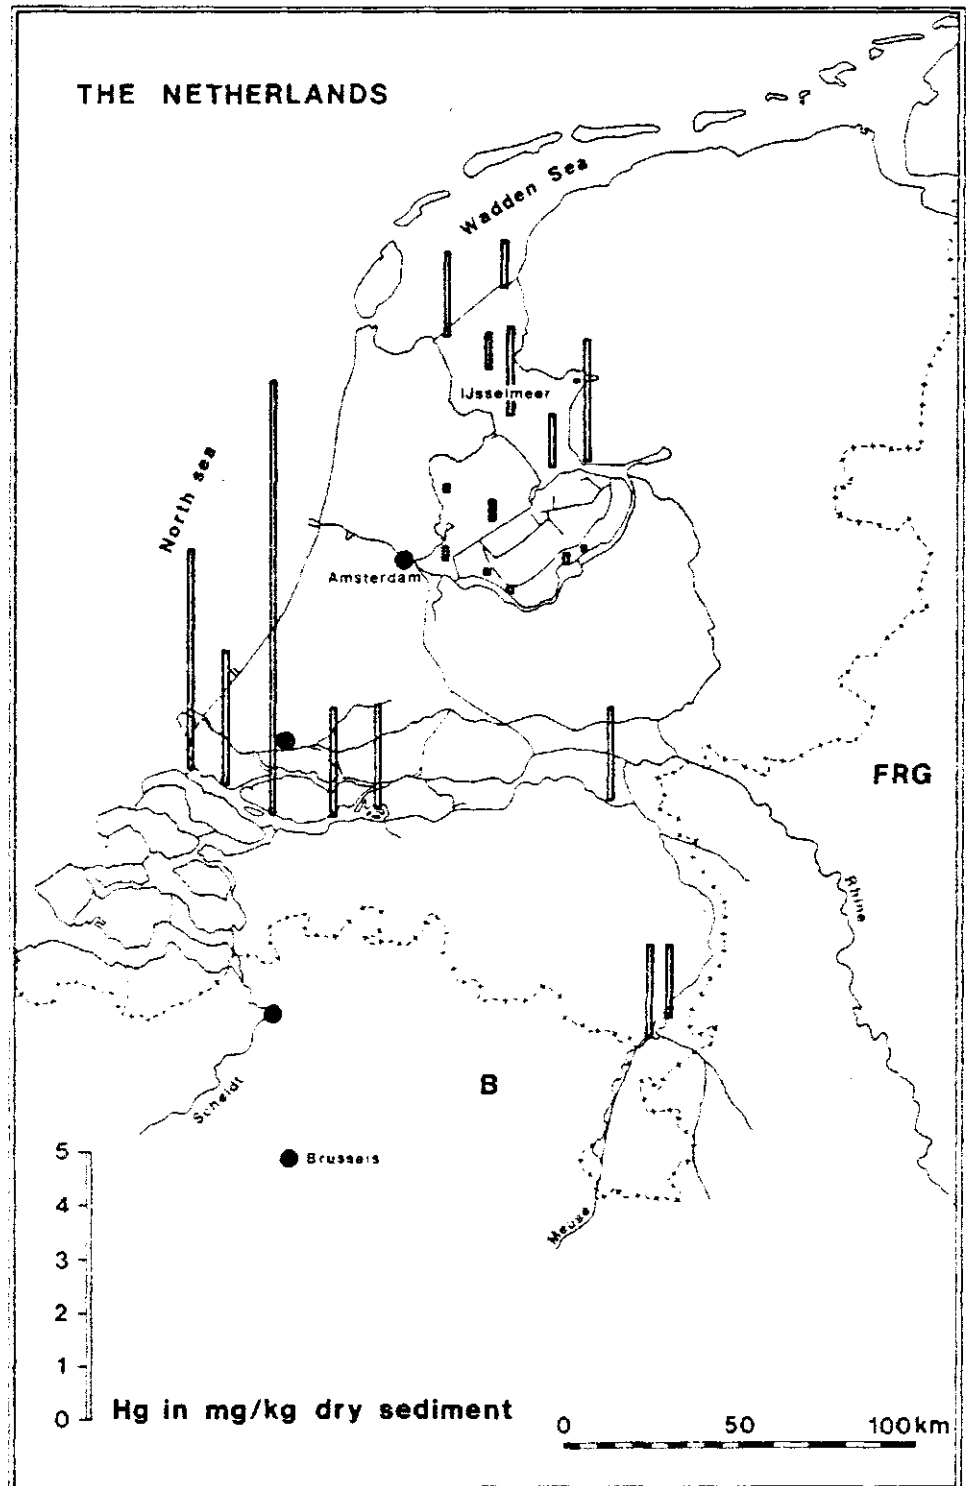 THE NETHERLANDS
Wadden Sea
IJsselmeer
North sea
Amsterdam
FRG
Rhine
B
Scheldt
Brussels
Meuse
5
4
3
2
1
0
Hg in mg/kg dry sediment
0 50 100km